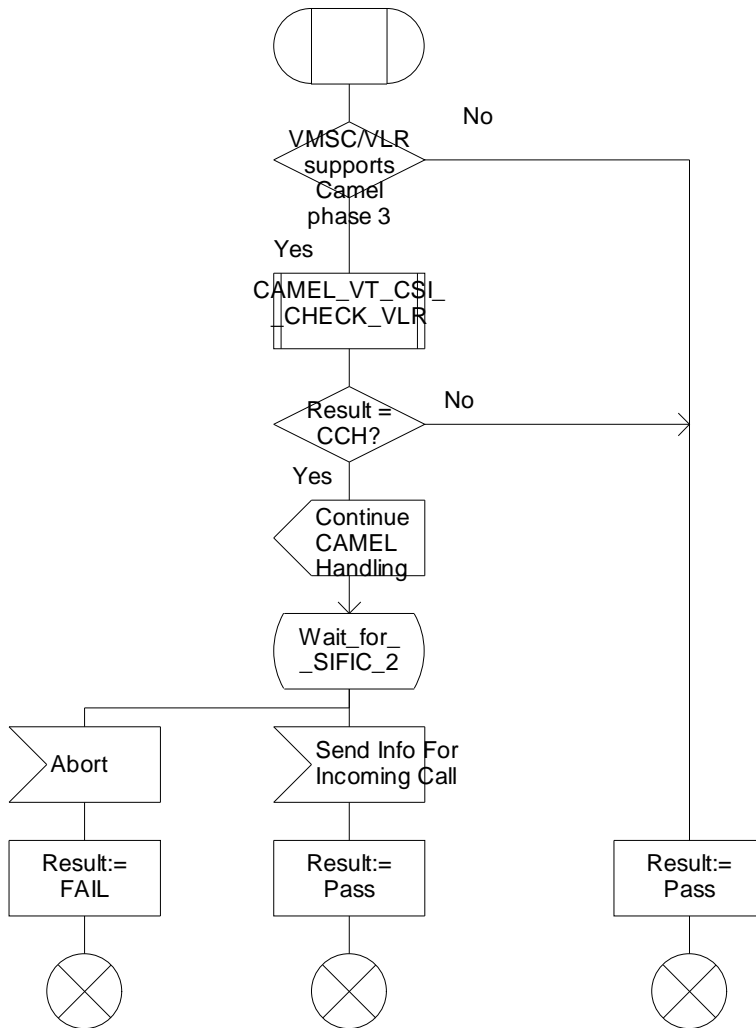 No
VMSC/VLR
supports
Camel
phase 3
Yes
CAMEL_VT_CSI_
_CHECK_VLR
Result =
CCH?
No
Yes
Continue
CAMEL
Handling
Wait_for_
_SIFIC_2
Abort
Send Info For
Incoming Call
Result:=
FAIL
Result:=
Pass
Result:=
Pass